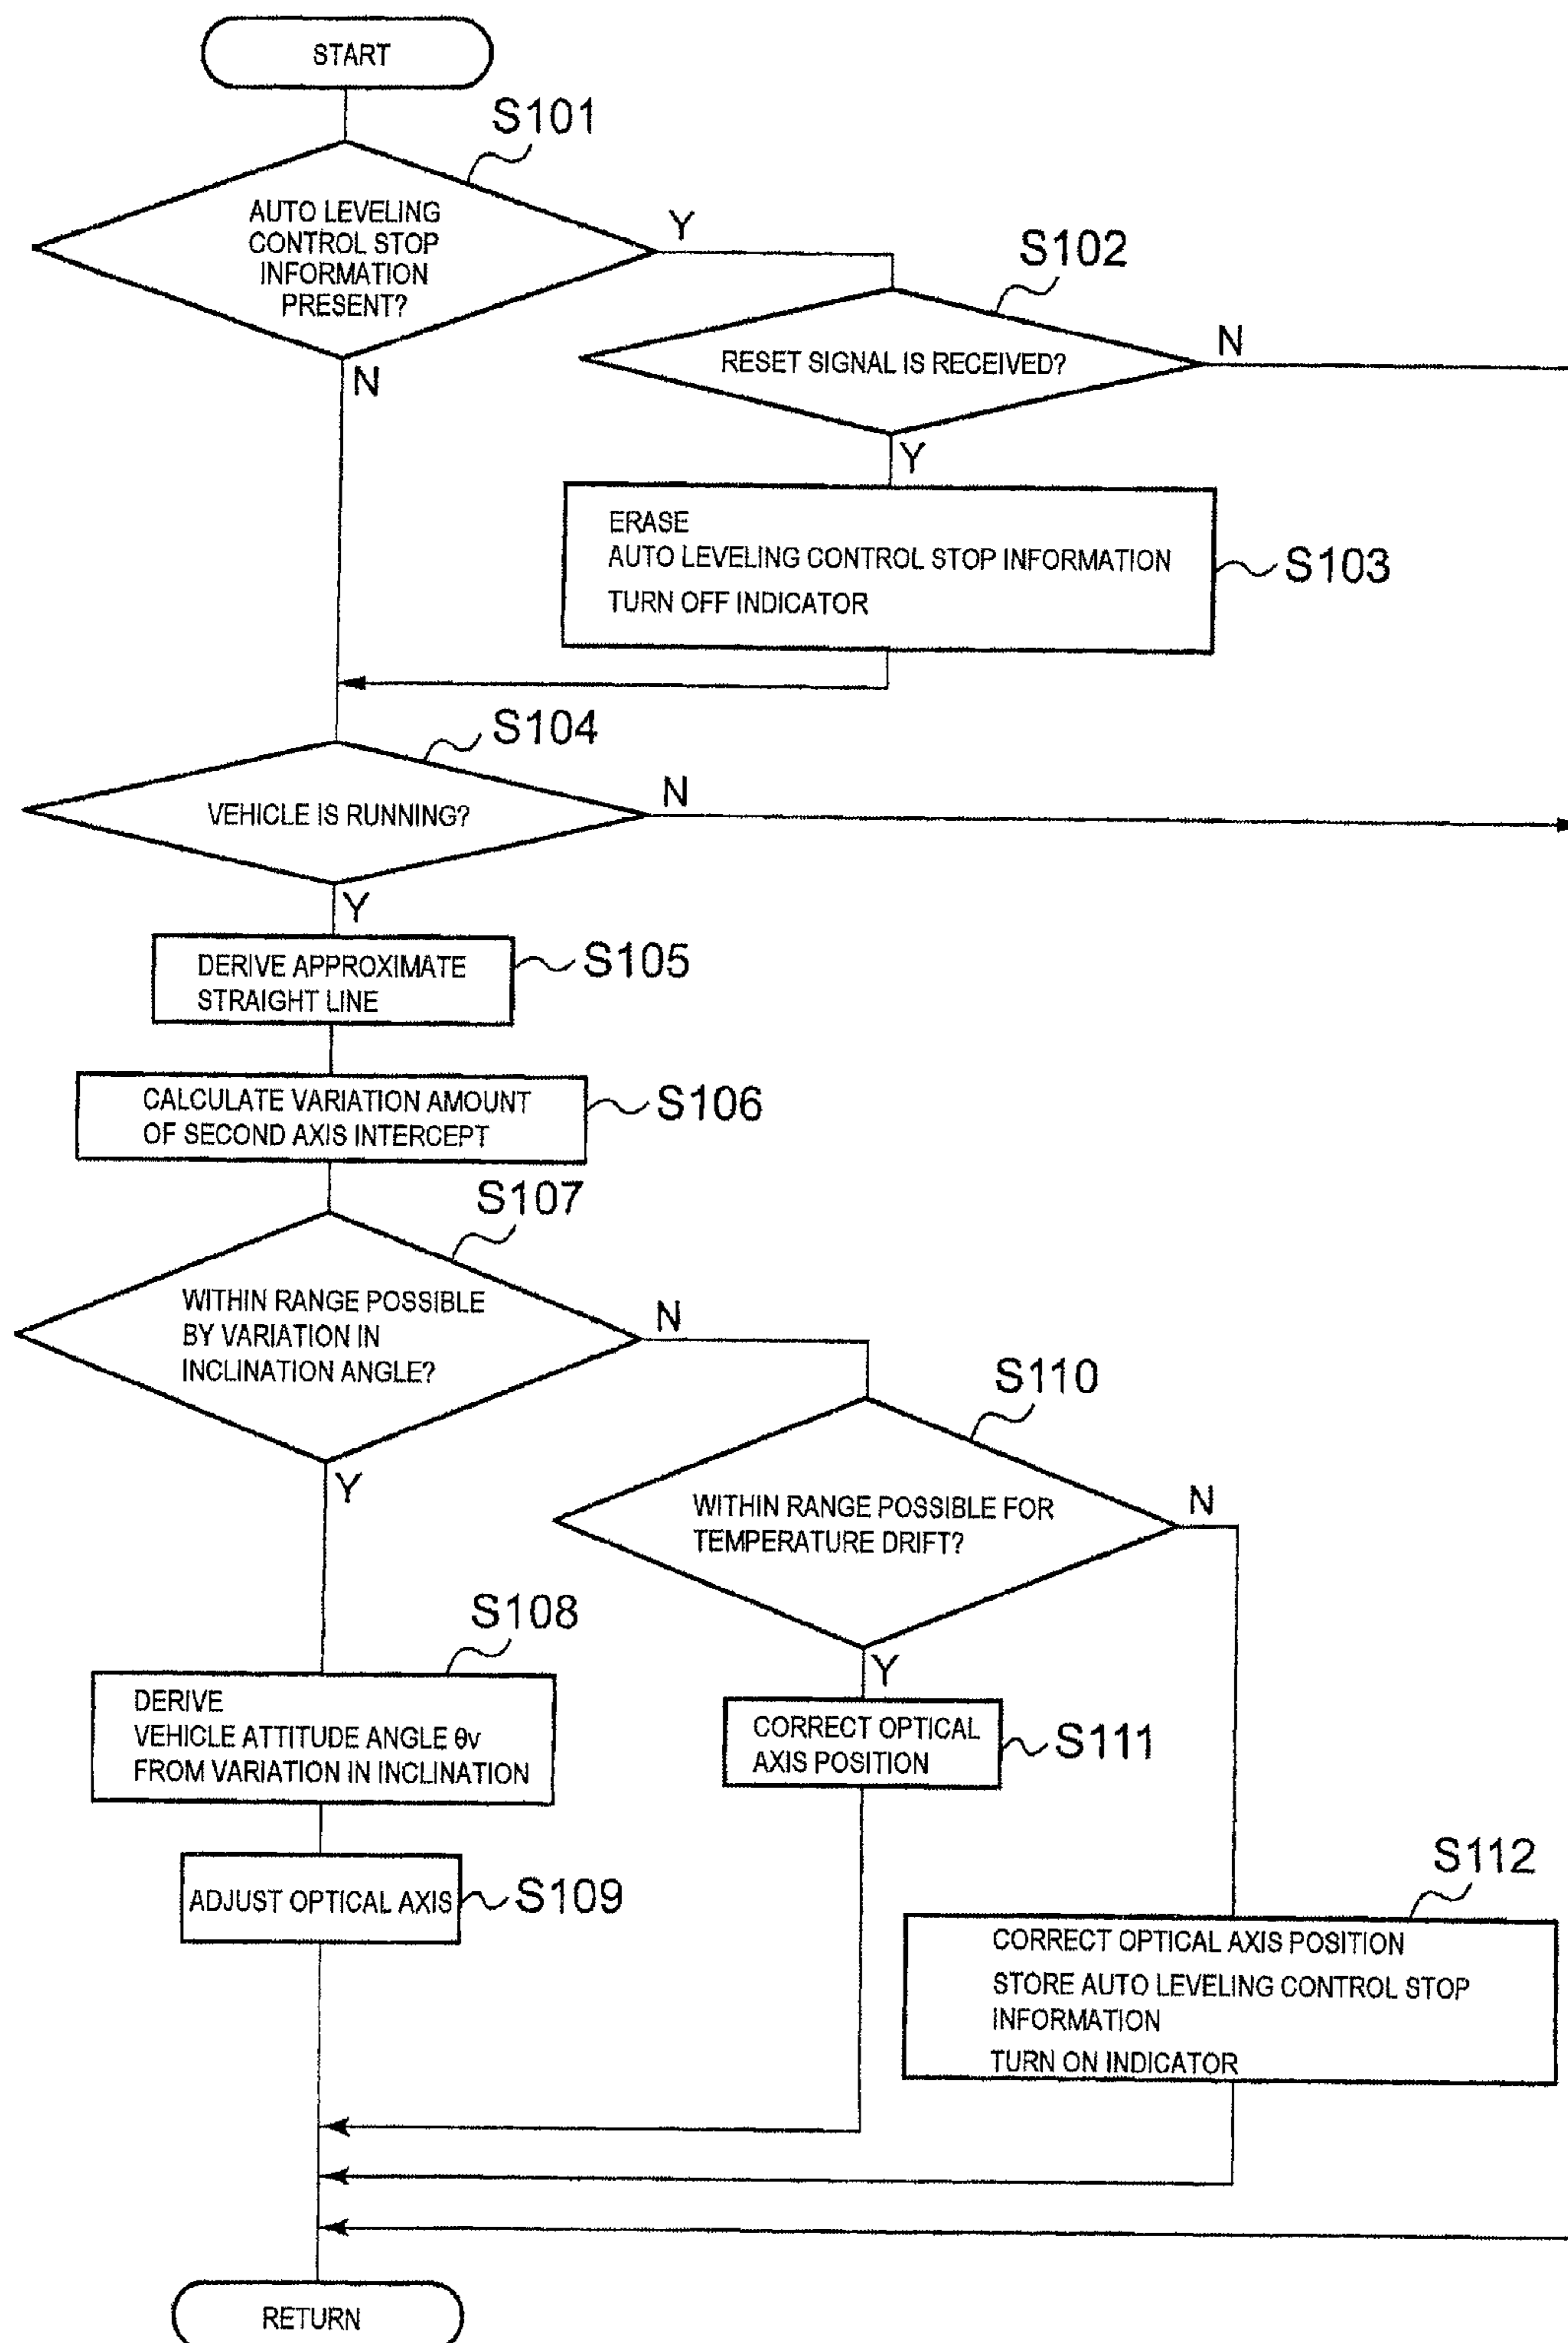 START
S101
AUTO LEVELING
CONTROL STOP
INFORMATION
PRESENT?
Y
N
S102
RESET SIGNAL IS RECEIVED?
N
Y
ERASE
AUTO LEVELING CONTROL STOP INFORMATION
TURN OFF INDICATOR
S103
S104
VEHICLE IS RUNNING?
N
Y
DERIVE APPROXIMATE
STRAIGHT LINE
S105
CALCULATE VARIATION AMOUNT
OF SECOND AXIS INTERCEPT
S106
S107
WITHIN RANGE POSSIBLE
BY VARIATION IN
INCLINATION ANGLE?
N
Y
S110
WITHIN RANGE POSSIBLE FOR
TEMPERATURE DRIFT?
N
Y
S108
DERIVE
VEHICLE ATTITUDE ANGLE θv
FROM VARIATION IN INCLINATION
CORRECT OPTICAL
AXIS POSITION
S111
ADJUST OPTICAL AXIS
S109
S112
CORRECT OPTICAL AXIS POSITION
STORE AUTO LEVELING CONTROL STOP
INFORMATION
TURN ON INDICATOR
RETURN